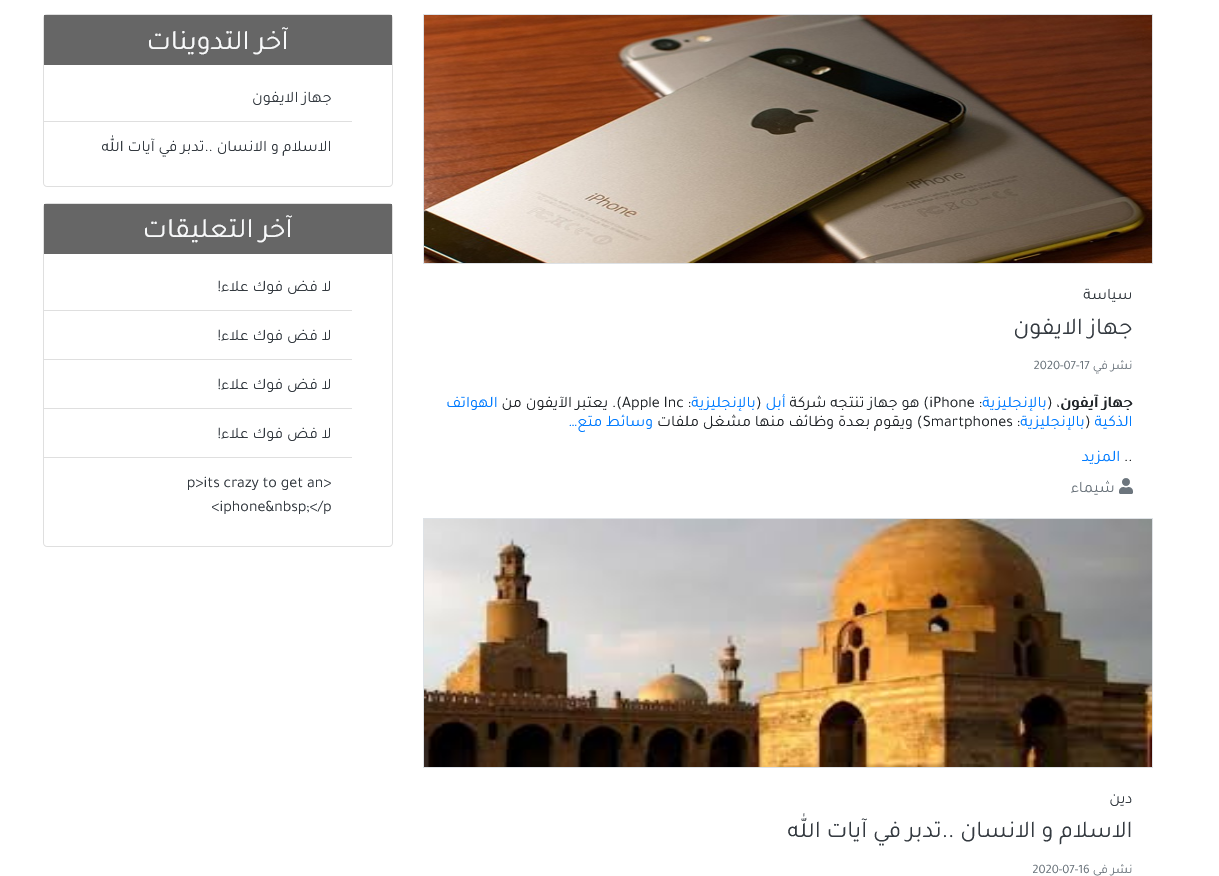 iPhone
iPhone
سياسة
جهاز الايفون
نشر في 17-07-2020
جهاز آيفون، (بالإنجليزية: iPhone) هو جهاز تنتجه شركة أبل (بالإنجليزية: Apple Inc). يعتبر الآيفون من الهواتف
الذكية (بالإنجليزية: Smartphones) ويقوم بعدة وظائف منها مشغل ملفات وسائط متع...
.. المزيد
شيماء
دين
الاسلام و الانسان ..تدبر في آيات الله
نشر في 16-07-2020
آخر التدوينات
جهاز الايفون
الاسلام و الانسان ..تدبر في آيات الله
آخر التعليقات
لا فض فوك علاء!
لا فض فوك علاء!
لا فض فوك علاء!
لا فض فوك علاء!
<p>its crazy to get an
iphone&nbsp;</p>